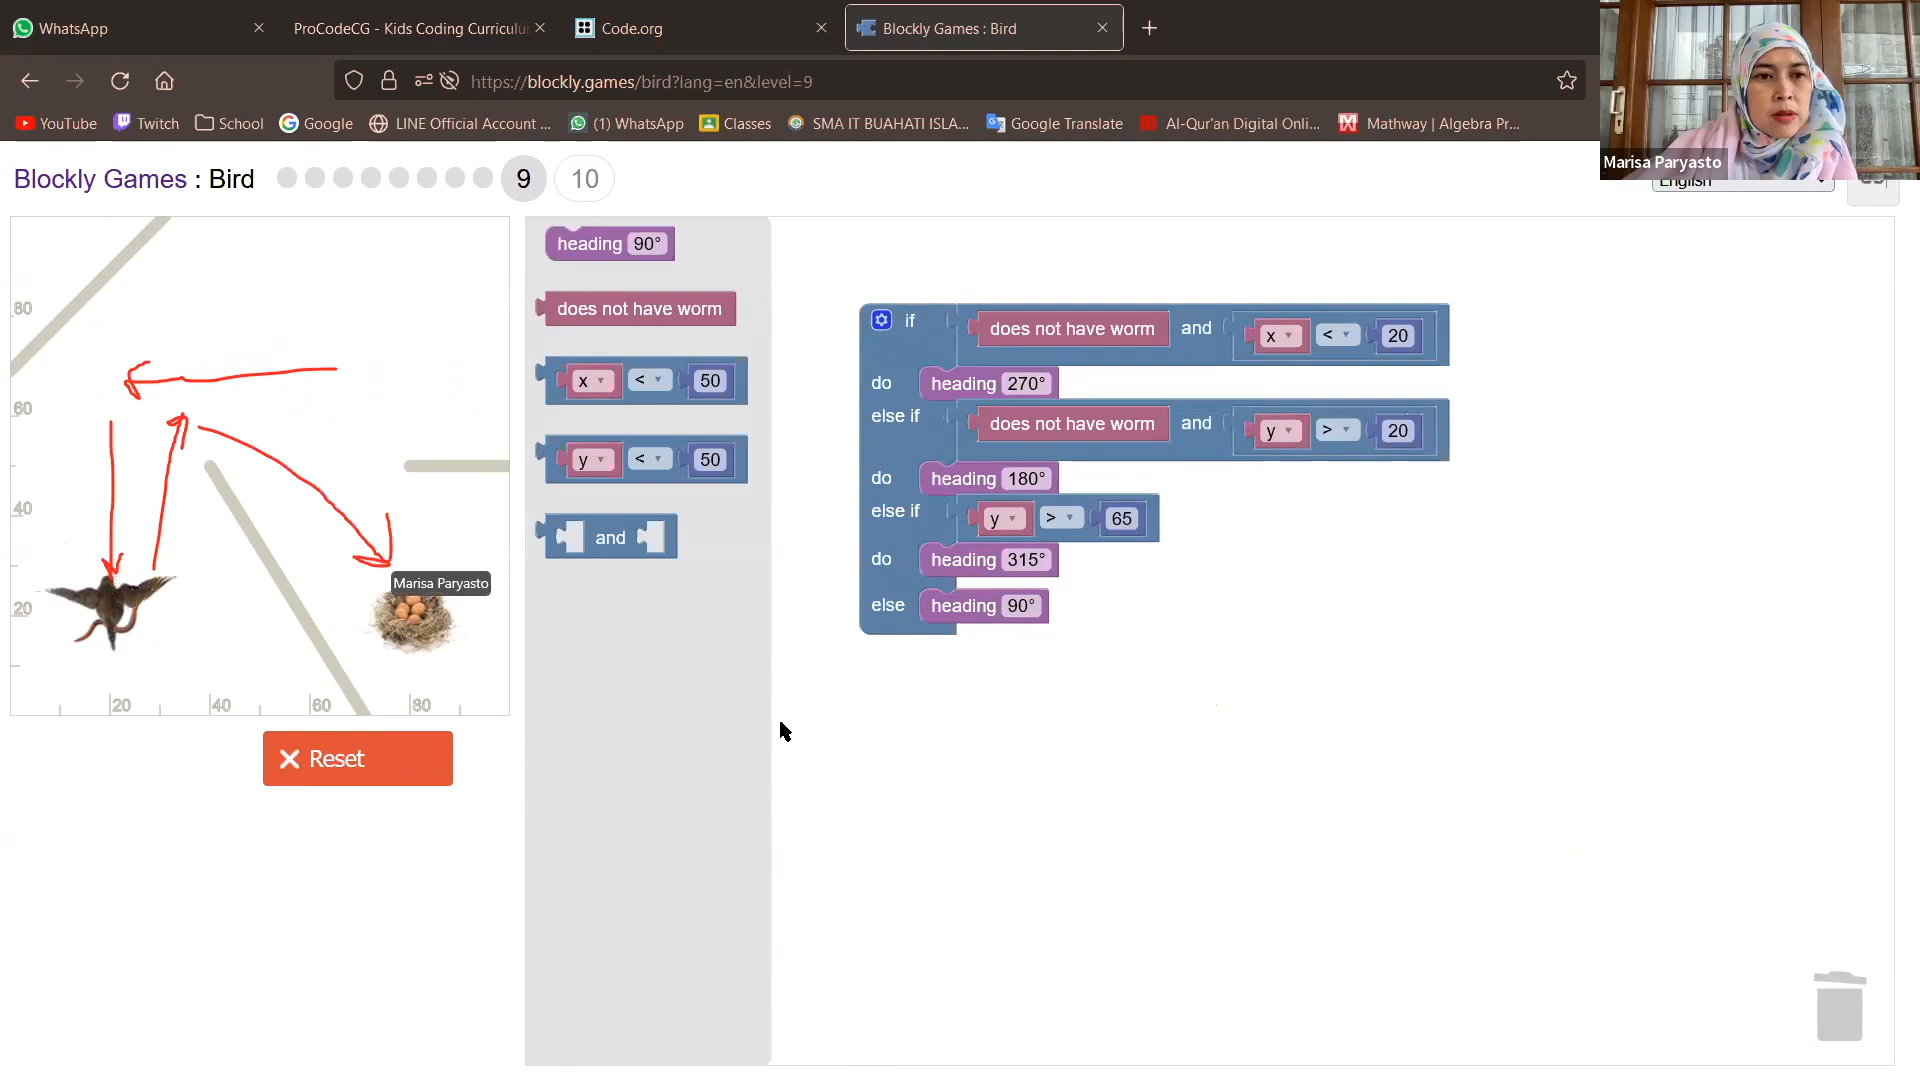 WhatsApp
ProCodeCG - Kids Coding Curriculu
Code.org
Blockly Games : Bird
https://blockly.games/bird?lang=en&level=9
YouTube
Twitch
School
Google
LINE Official Account ...
(1) WhatsApp
Classes
SMA IT BUAHATI ISLA...
Google Translate
Al-Qur'an Digital Onli...
Mathway | Algebra Pr...
Marisa Paryasto
Blockly Games : Bird
9
10
English
80
60
40
20
20
40
60
80
Marisa Paryasto
Reset
heading 90°
does not have worm
x < 50
y < 50
and
if does not have worm and x < 20
do heading 270°
else if does not have worm and y > 20
do heading 180°
else if y > 65
do heading 315°
else heading 90°